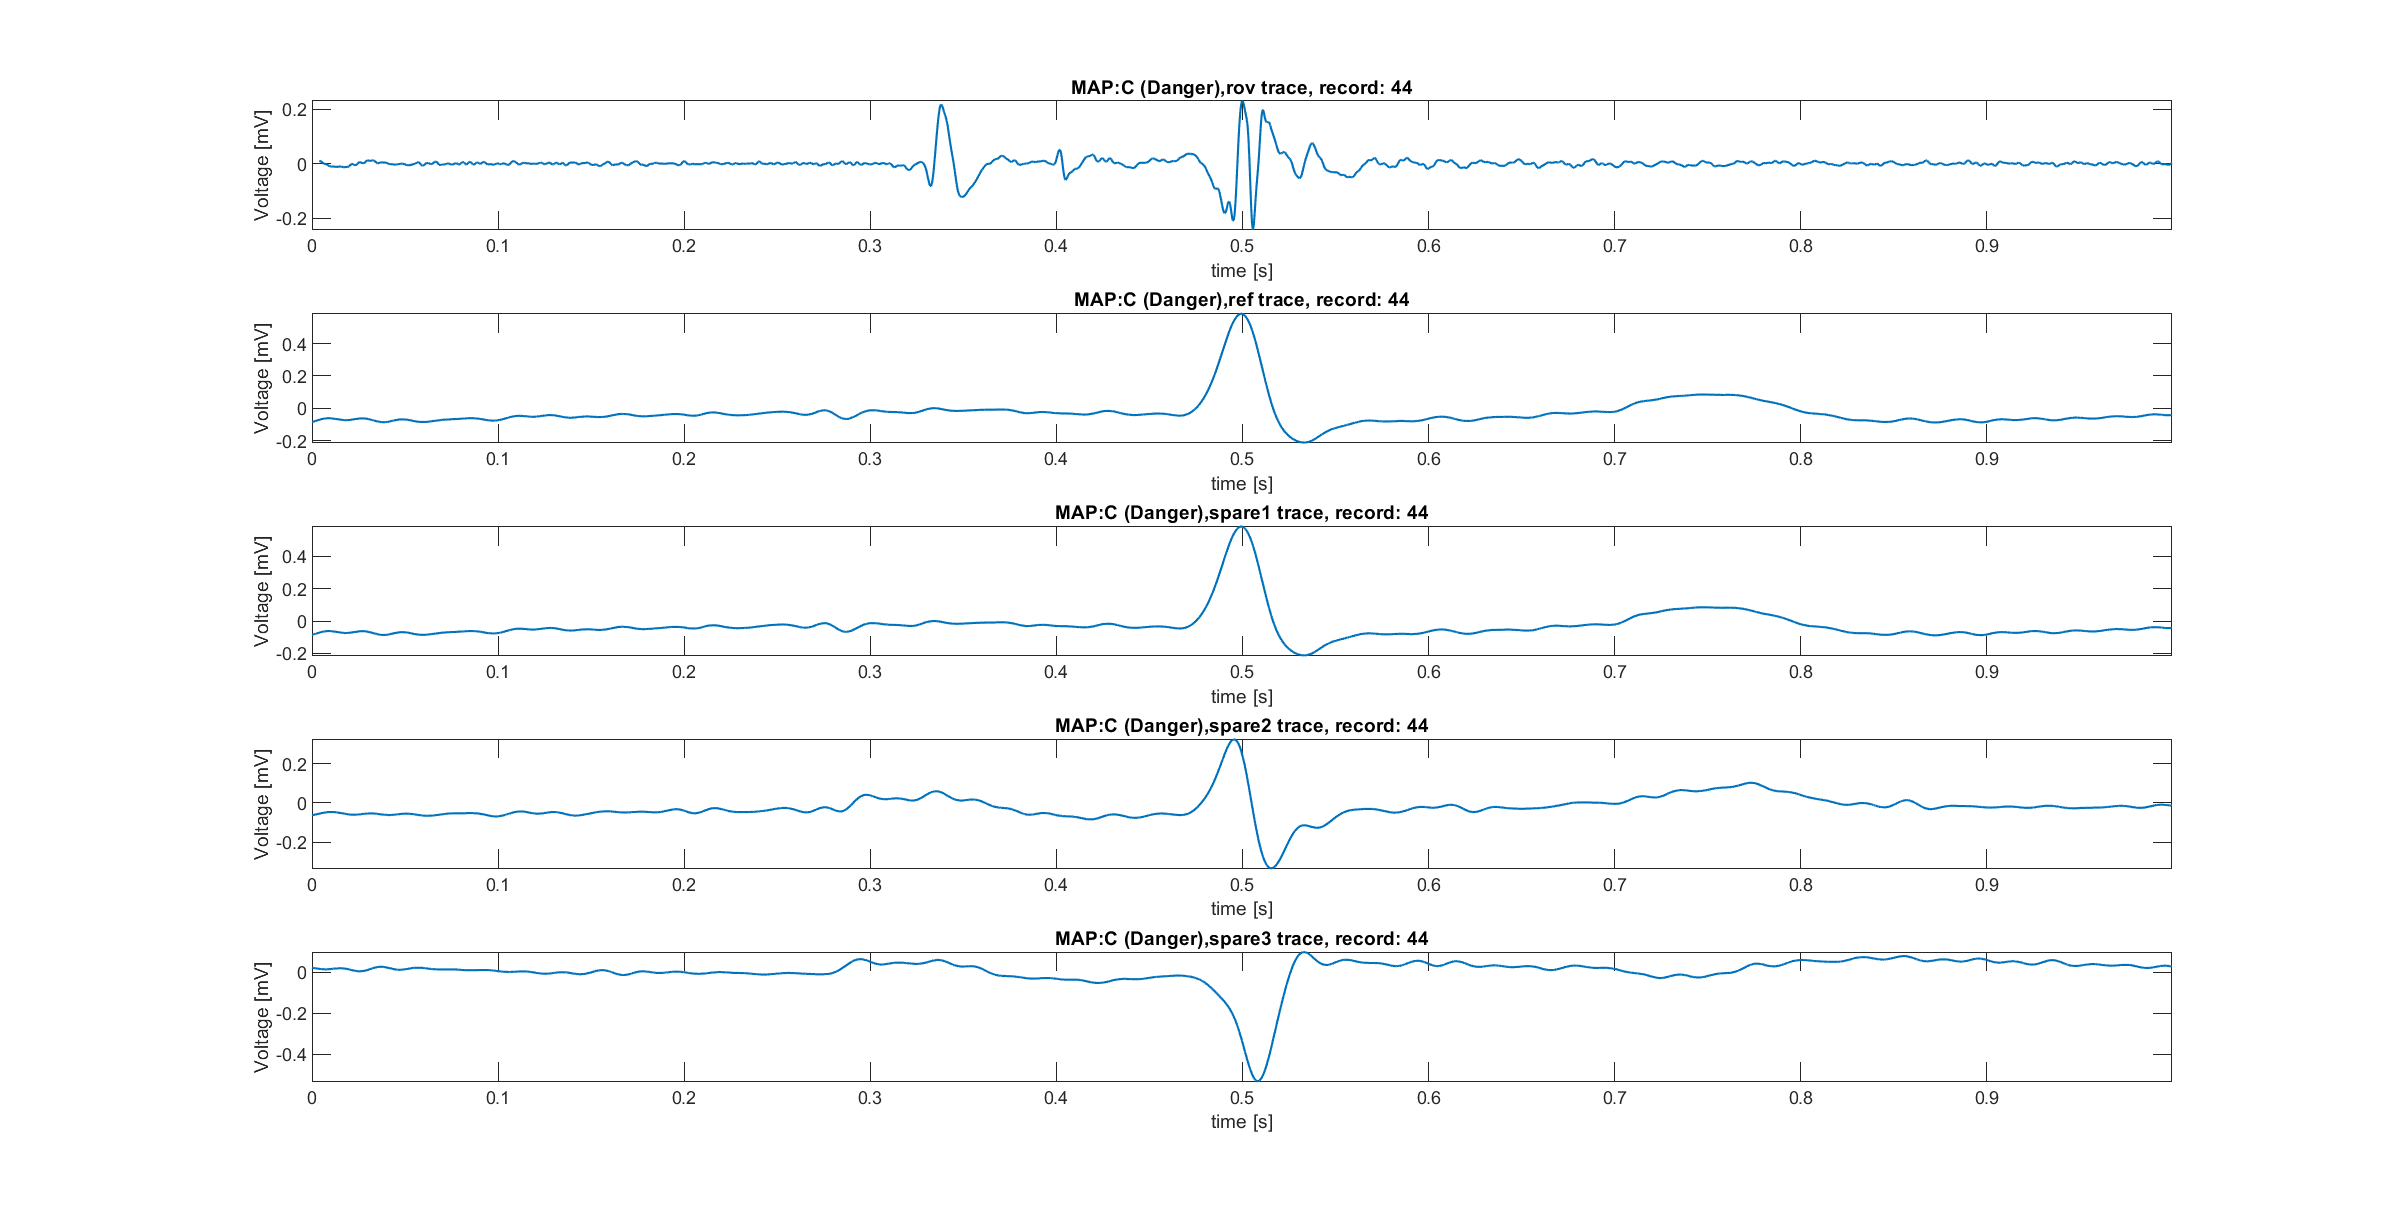 MAP:C (Danger),rov trace, record: 44
Voltage [mV]
0.2
0
-0.2
0 0.1 0.2 0.3 0.4 0.5 0.6 0.7 0.8 0.9
time [s]
MAP:C (Danger),ref trace, record: 44
Voltage [mV]
0.4
0.2
0
-0.2
0 0.1 0.2 0.3 0.4 0.5 0.6 0.7 0.8 0.9
time [s]
MAP:C (Danger),spare1 trace, record: 44
Voltage [mV]
0.4
0.2
0
-0.2
0 0.1 0.2 0.3 0.4 0.5 0.6 0.7 0.8 0.9
time [s]
MAP:C (Danger),spare2 trace, record: 44
Voltage [mV]
0.2
0
-0.2
0 0.1 0.2 0.3 0.4 0.5 0.6 0.7 0.8 0.9
time [s]
MAP:C (Danger),spare3 trace, record: 44
Voltage [mV]
0
-0.2
-0.4
0 0.1 0.2 0.3 0.4 0.5 0.6 0.7 0.8 0.9
time [s]